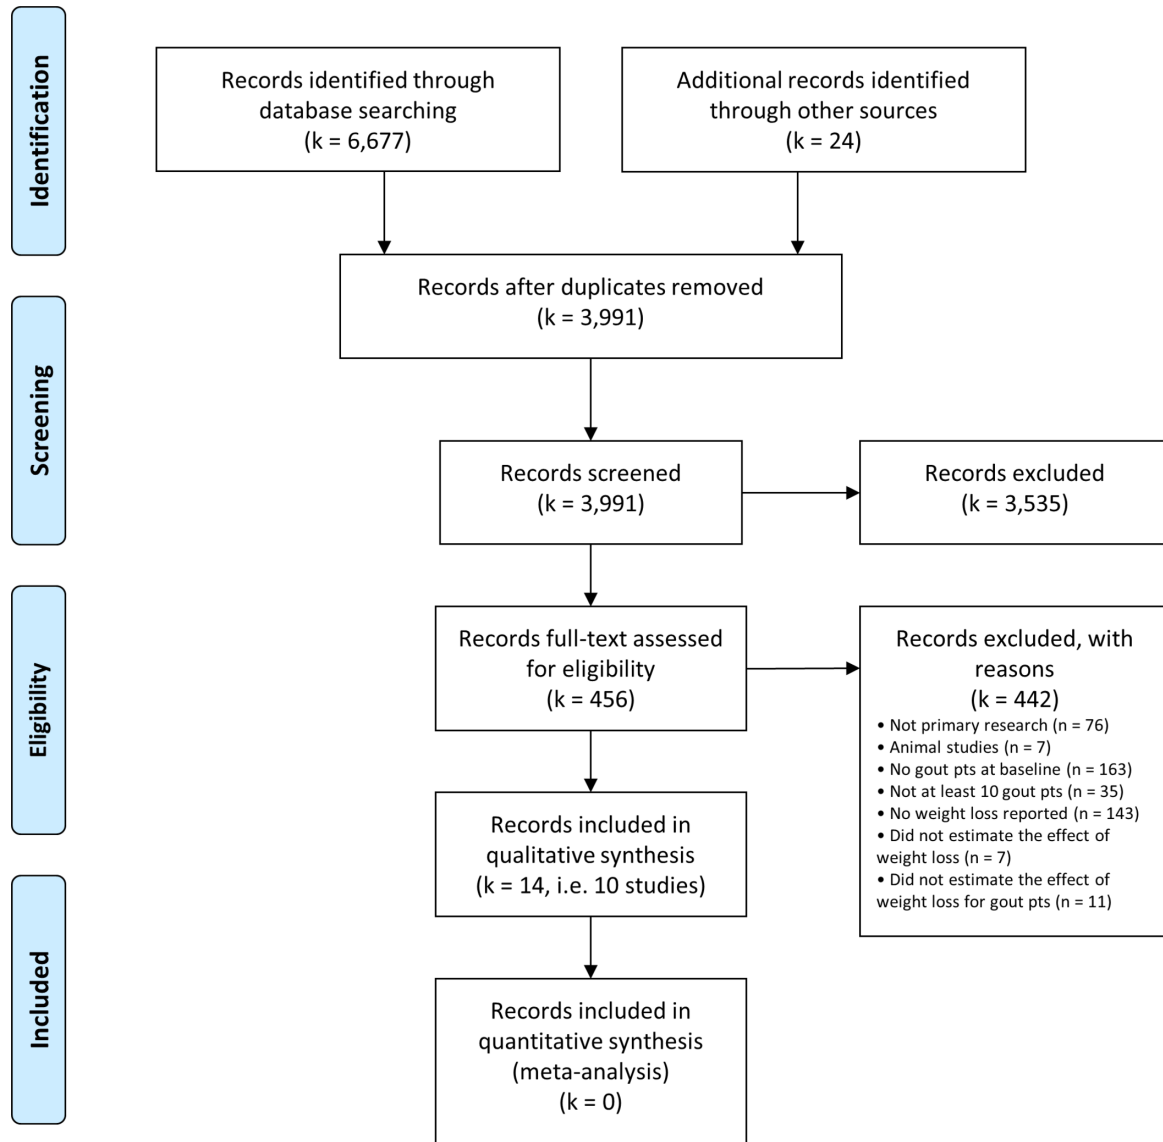 Identification
Records identified through
database searching
(k = 6,677)
Additional records identified
through other sources
(k = 24)
Records after duplicates removed
(k = 3,991)
Screening
Records screened
(k = 3,991)
Records excluded
(k = 3,535)
Eligibility
Records full-text assessed
for eligibility
(k = 456)
Records excluded, with
reasons
(k = 442)
• Not primary research (n = 76)
• Animal studies (n = 7)
• No gout pts at baseline (n = 163)
• Not at least 10 gout pts (n = 35)
• No weight loss reported (n = 143)
• Did not estimate the effect of
weight loss (n = 7)
• Did not estimate the effect of
weight loss for gout pts (n = 11)
Records included in
qualitative synthesis
(k = 14, i.e. 10 studies)
Included
Records included in
quantitative synthesis
(meta-analysis)
(k = 0)